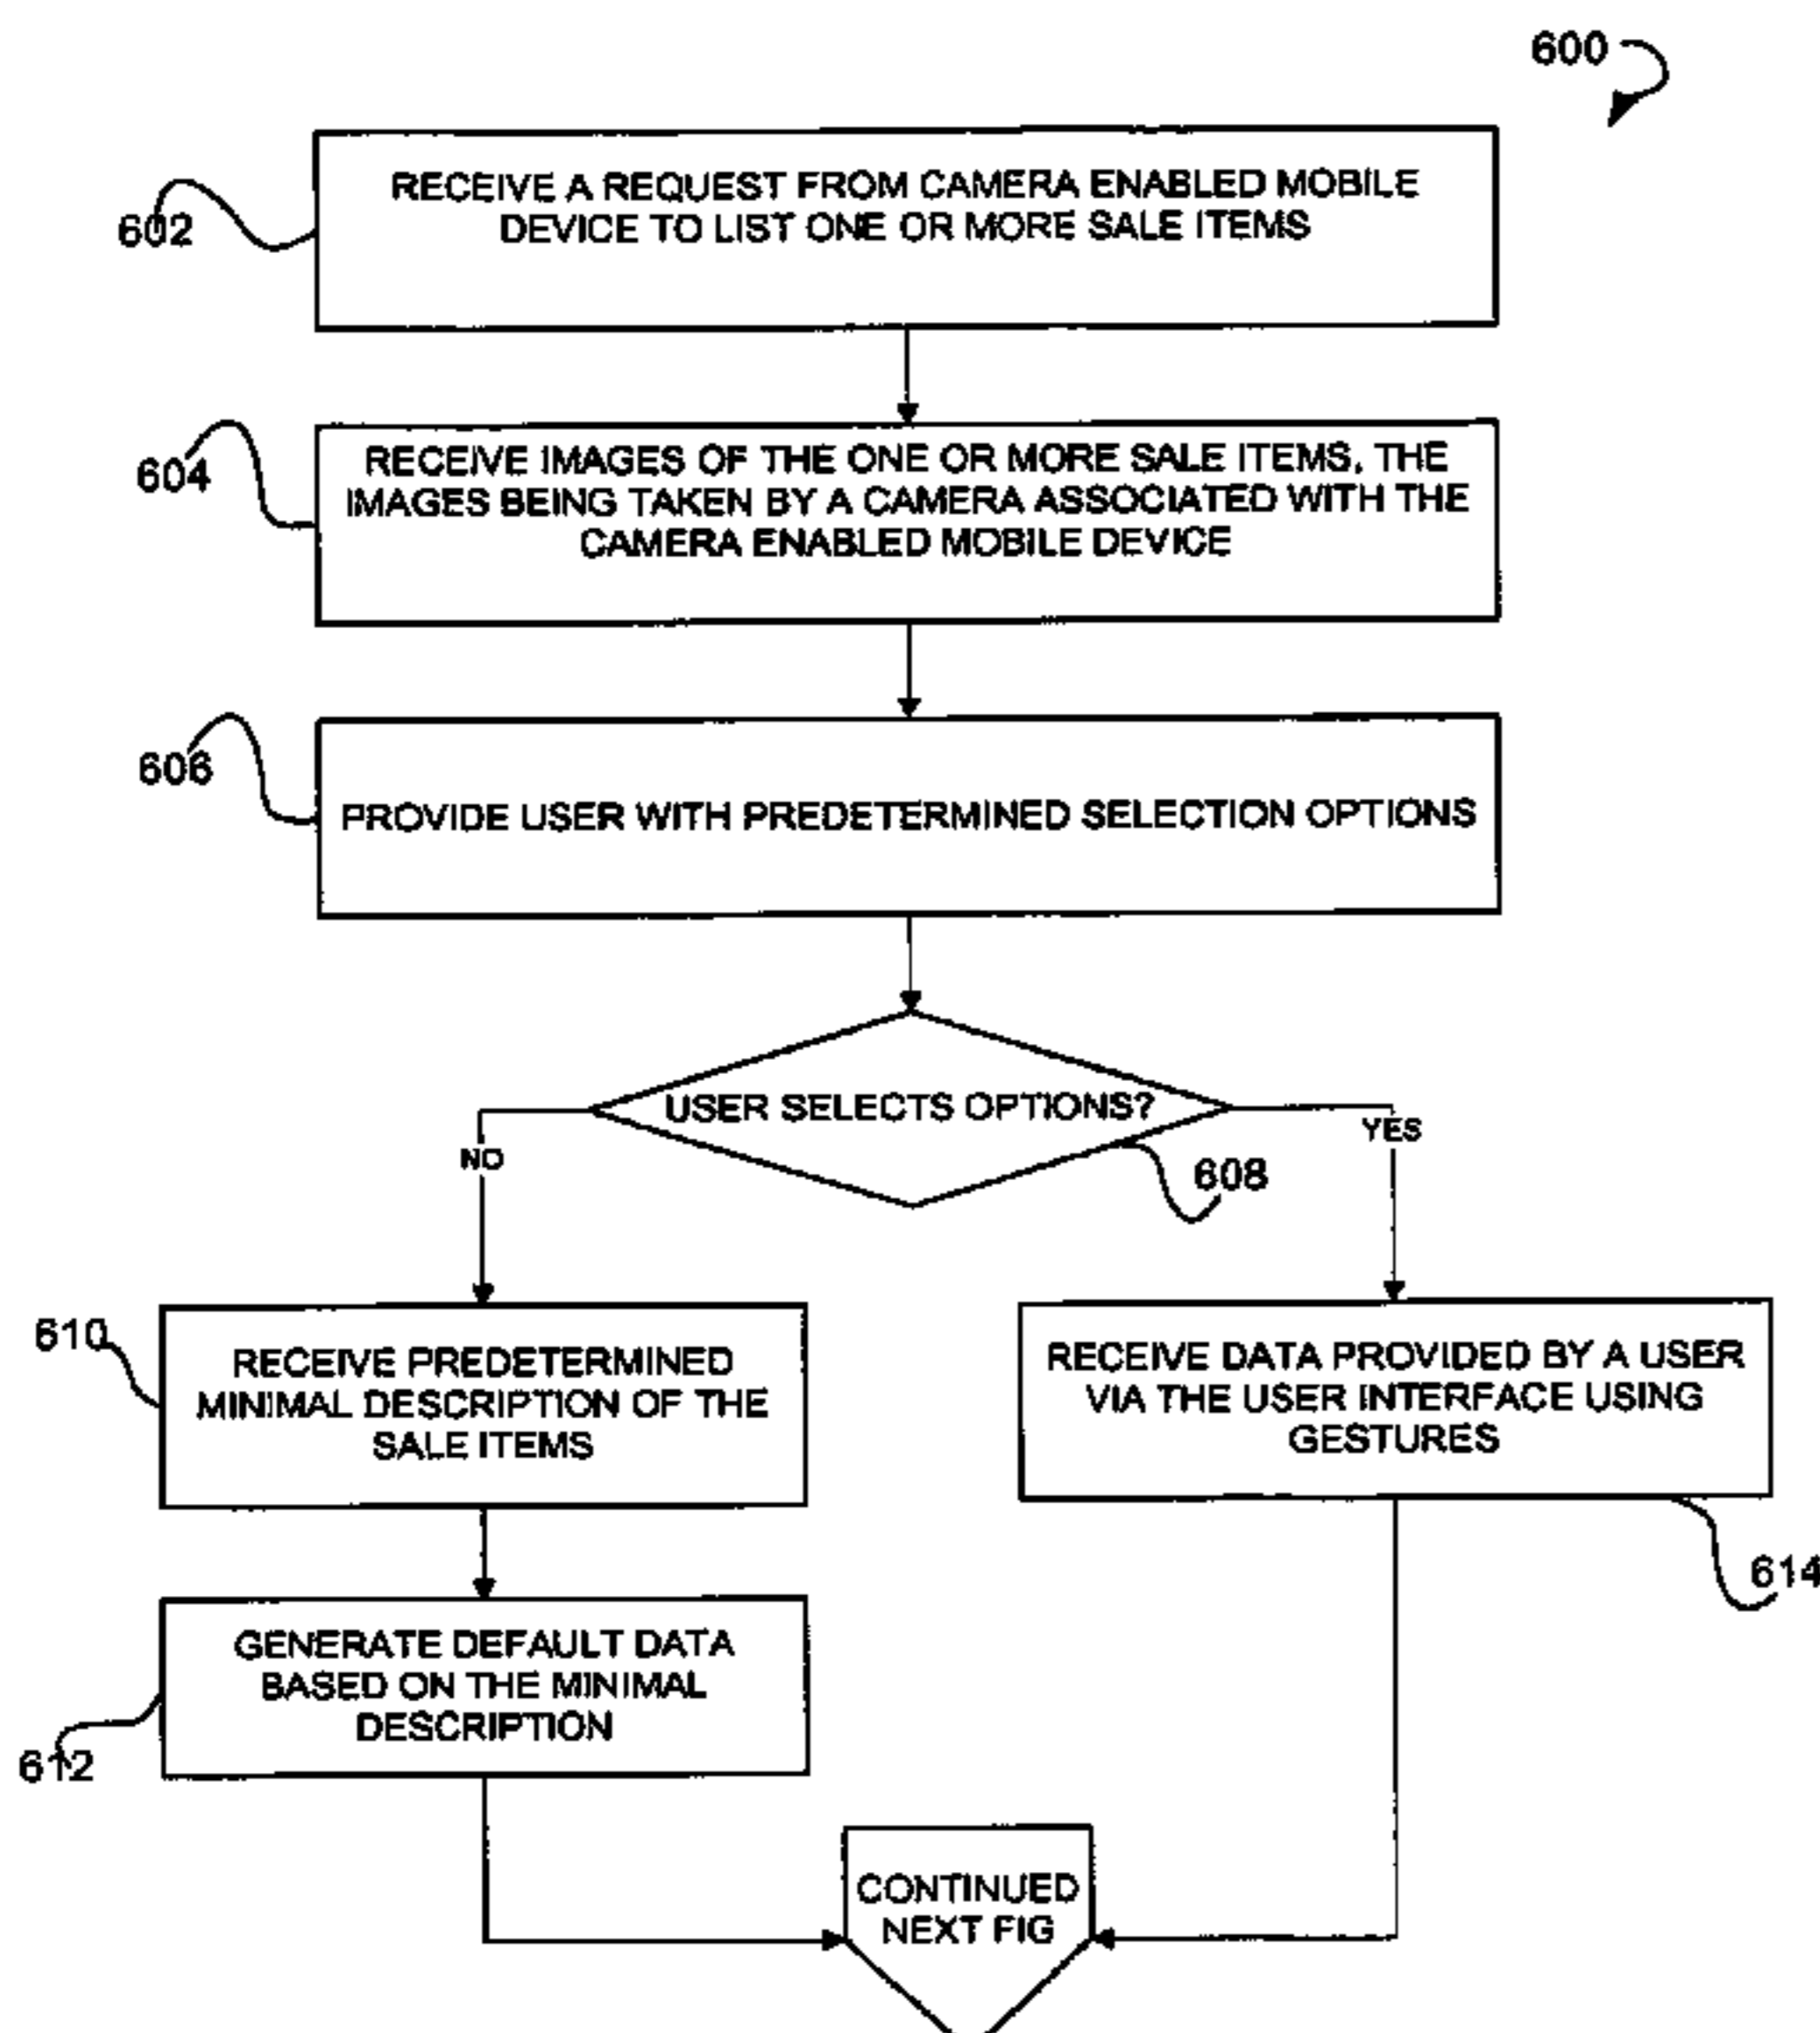 600
RECEIVE A REQUEST FROM CAMERA ENABLED MOBILE
DEVICE TO LIST ONE OR MORE SALE ITEMS
602
RECEIVE IMAGES OF THE ONE OR MORE SALE ITEMS, THE
IMAGES BEING TAKEN BY A CAMERA ASSOCIATED WITH THE
CAMERA ENABLED MOBILE DEVICE
604
606
PROVIDE USER WITH PREDETERMINED SELECTION OPTIONS
USER SELECTS OPTIONS?
YES
NO
608
610
RECEIVE PREDETERMINED
MINIMAL DESCRIPTION OF THE
SALE ITEMS
RECEIVE DATA PROVIDED BY A USER
VIA THE USER INTERFACE USING
GESTURES
614
GENERATE DEFAULT DATA
BASED ON THE MINIMAL
DESCRIPTION
612
CONTINUED
NEXT FIG